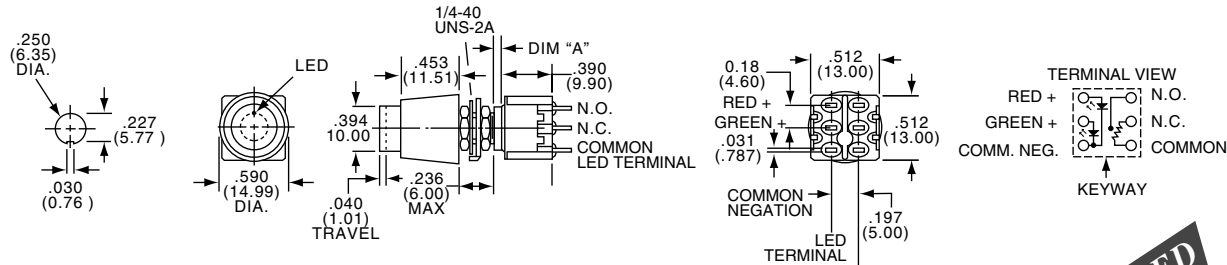 .250
(6.35)
DIA.
.227
(5.77 )
.030
(0.76 )
LED
.590
(14.99)
DIA.
1/4-40
UNS-2A
DIM “A”
.453
(11.51)
.390
(9.90)
.394
10.00
N.O.
N.C.
COMMON
LED TERMINAL
.236
(6.00)
MAX
.040
(1.01)
TRAVEL
0.18
(4.60)
.512
(13.00)
RED +
GREEN +
.031
(.787)
.512
(13.00)
COMMON
NEGATION
.197
(5.00)
LED
TERMINAL
TERMINAL VIEW
RED +
N.O.
GREEN +
N.C.
COMM. NEG.
COMMON
KEYWAY